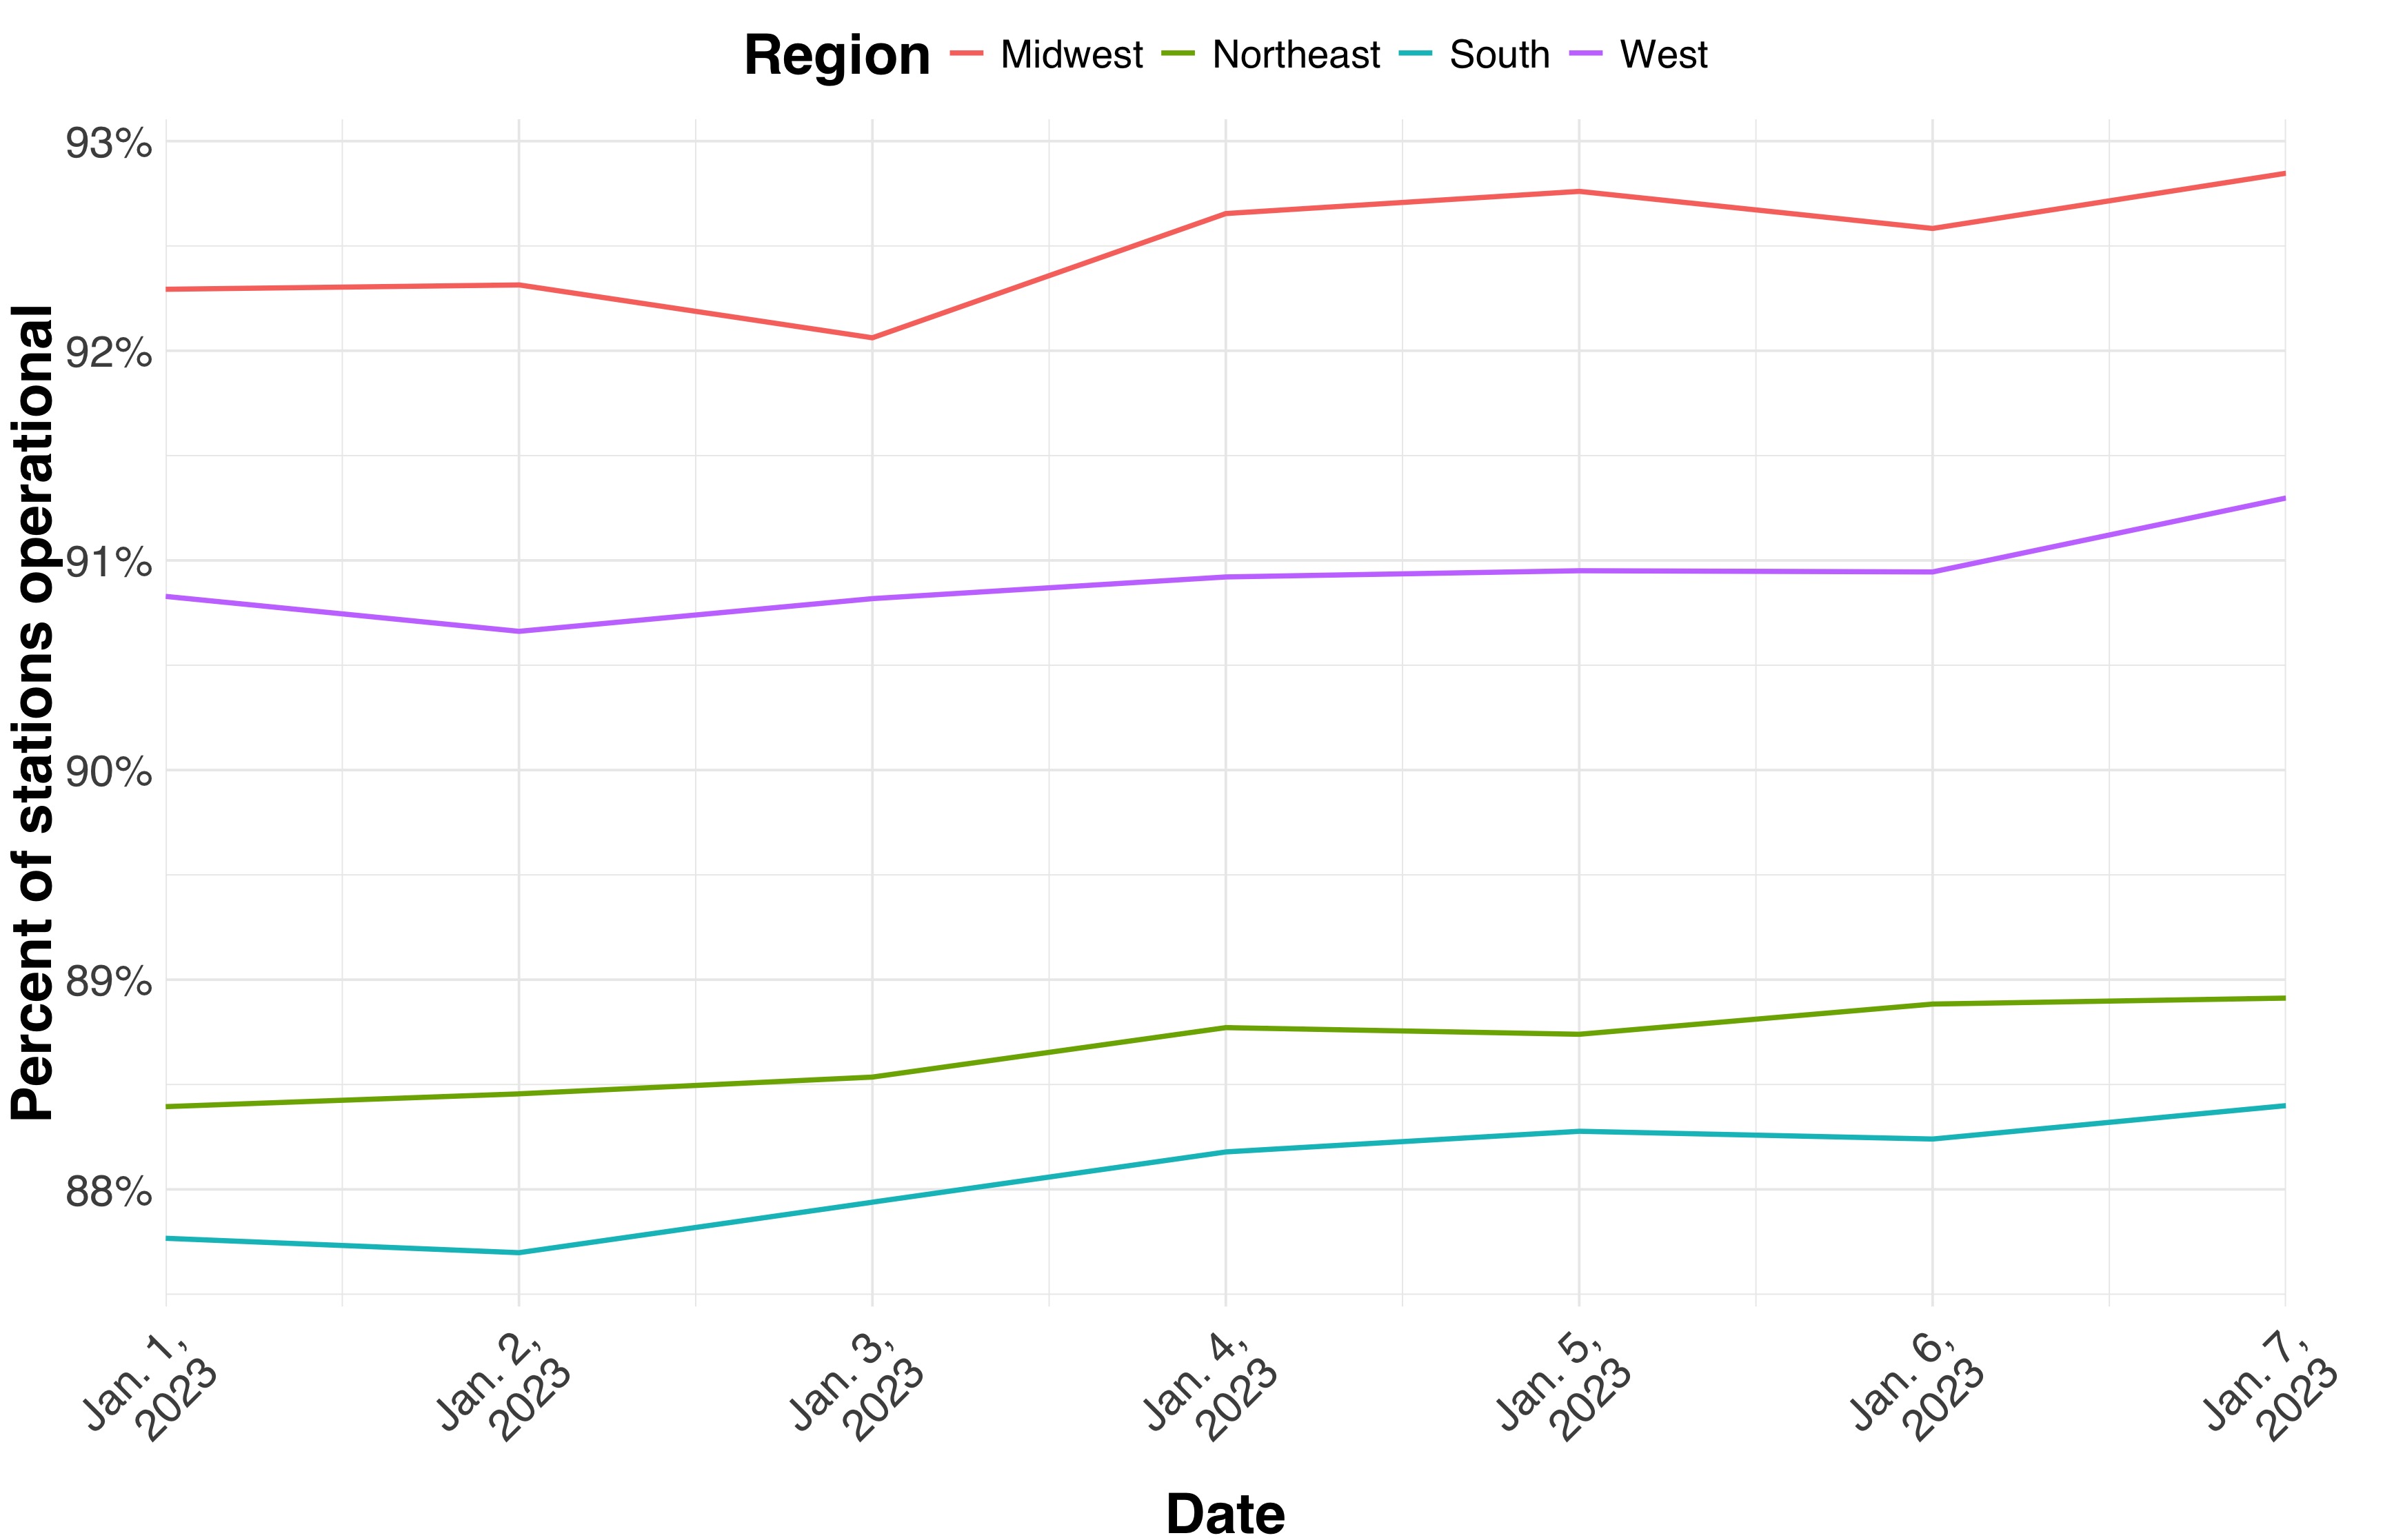 Region Midwest Northeast South West
Percent of stations operational
93%
92%
91%
90%
89%
88%
Jan. 1,
2023
Jan. 2,
2023
Jan. 3,
2023
Jan. 4,
2023
Jan. 5,
2023
Jan. 6,
2023
Jan. 7,
2023
Date